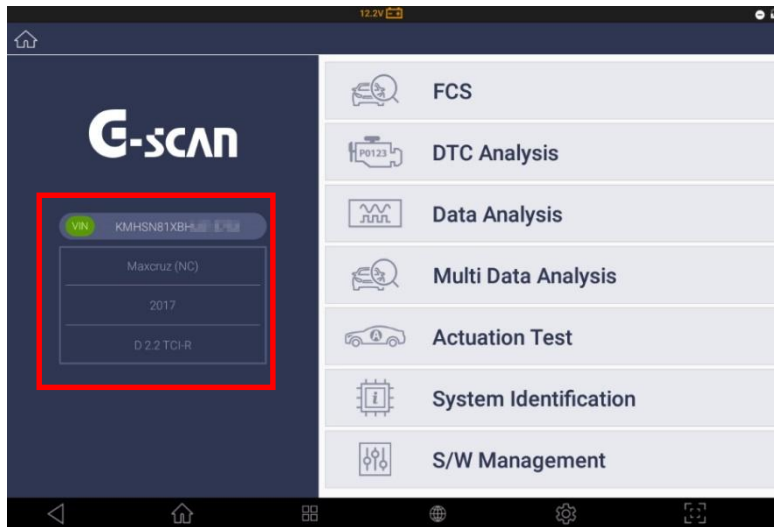 12.2V
G-scan
FCS
P0123
DTC Analysis
Data Analysis
VIN KMHSN81XBH
Maxcruz (NC)
Multi Data Analysis
2017
D 2.2 TCI-R
Actuation Test
System Identification
S/W Management